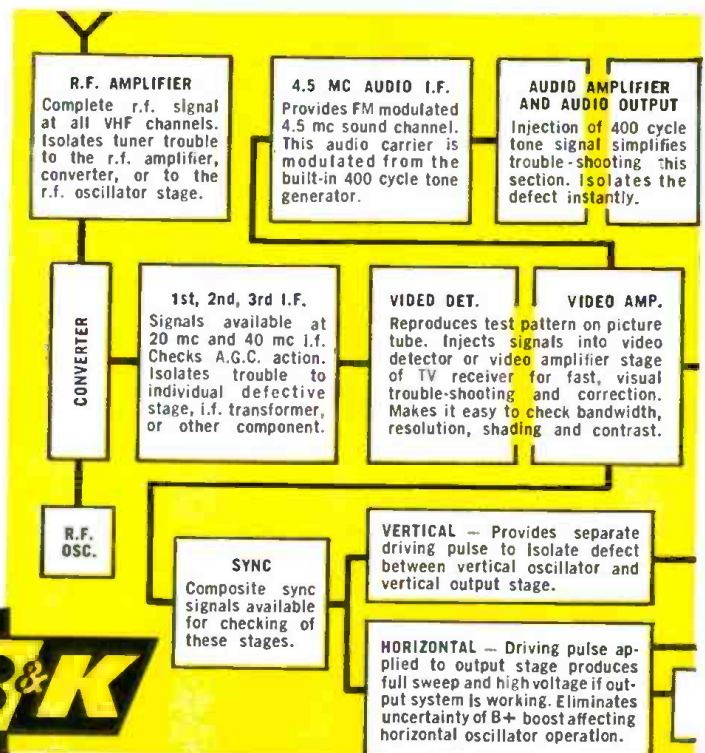 R.F. AMPLIFIER
Complete r.f. signal
at all VHF channels.
Isolates tuner trouble
to the r.f. amplifier,
converter, or to the
r.f. oscillator stage.
4.5 MC AUDIO I.F.
Provides FM modulated
4.5 mc sound channel.
This audio carrier is
modulated from the
built-in 400 cycle tone
generator.
AUDIO AMPLIFIER
AND AUDIO OUTPUT
Injection of 400 cycle
tone signal simplifies
trouble-shooting this
section. Isolates the
defect instantly.
CONVERTER
1st, 2nd, 3rd I.F.
Signals available at
20 mc and 40 mc i.f.
Checks A.G.C. action.
Isolates trouble to
individual defective
stage, i.f. transformer,
or other component.
VIDEO DET. VIDEO AMP.
Reproduces test pattern on picture
tube. Injects signals into video
detector or video amplifier stage
of TV receiver for fast, visual
trouble-shooting and correction.
Makes it easy to check bandwidth,
resolution, shading and contrast.
R.F.
OSC.
SYNC
Composite sync
signals available
for checking of
these stages.
VERTICAL — Provides separate
driving pulse to isolate defect
between vertical oscillator and
vertical output stage.
HORIZONTAL — Driving pulse ap-
plied to output stage produces
full sweep and high voltage if out-
put system is working. Eliminates
uncertainty of B+ boost affecting
horizontal oscillator operation.
B&K